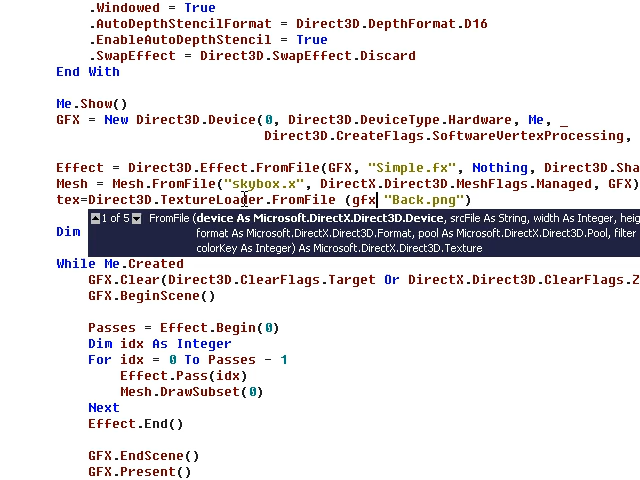 .Windowed = True
.AutoDepthStencilFormat = Direct3D.DepthFormat.D16
.EnableAutoDepthStencil = True
.SwapEffect = Direct3D.SwapEffect.Discard
End With
Me.Show()
GFX = New Direct3D.Device(0, Direct3D.DeviceType.Hardware, Me, _
Direct3D.CreateFlags.SoftwareVertexProcessing,
Effect = Direct3D.Effect.FromFile(GFX, "Simple.fx", Nothing, Direct3D.Sha
Mesh = Mesh.FromFile("skybox.x", DirectX.Direct3D.MeshFlags.Managed, GFX)
tex=Direct3D.TextureLoader.FromFile (gfx "Back.png")
1 of 5 FromFile (device As Microsoft.DirectX.Direct3D.Device, srcFile As String, width As Integer, heig
Dim format As Microsoft.DirectX.Direct3D.Format, pool As Microsoft.DirectX.Direct3D.Pool, filter
colorKey As Integer) As Microsoft.DirectX.Direct3D.Texture
While Me.Created
GFX.Clear(Direct3D.ClearFlags.Target Or DirectX.Direct3D.ClearFlags.Z
GFX.BeginScene()
Passes = Effect.Begin(0)
Dim idx As Integer
For idx = 0 To Passes - 1
Effect.Pass(idx)
Mesh.DrawSubset(0)
Next
Effect.End()
GFX.EndScene()
GFX.Present()